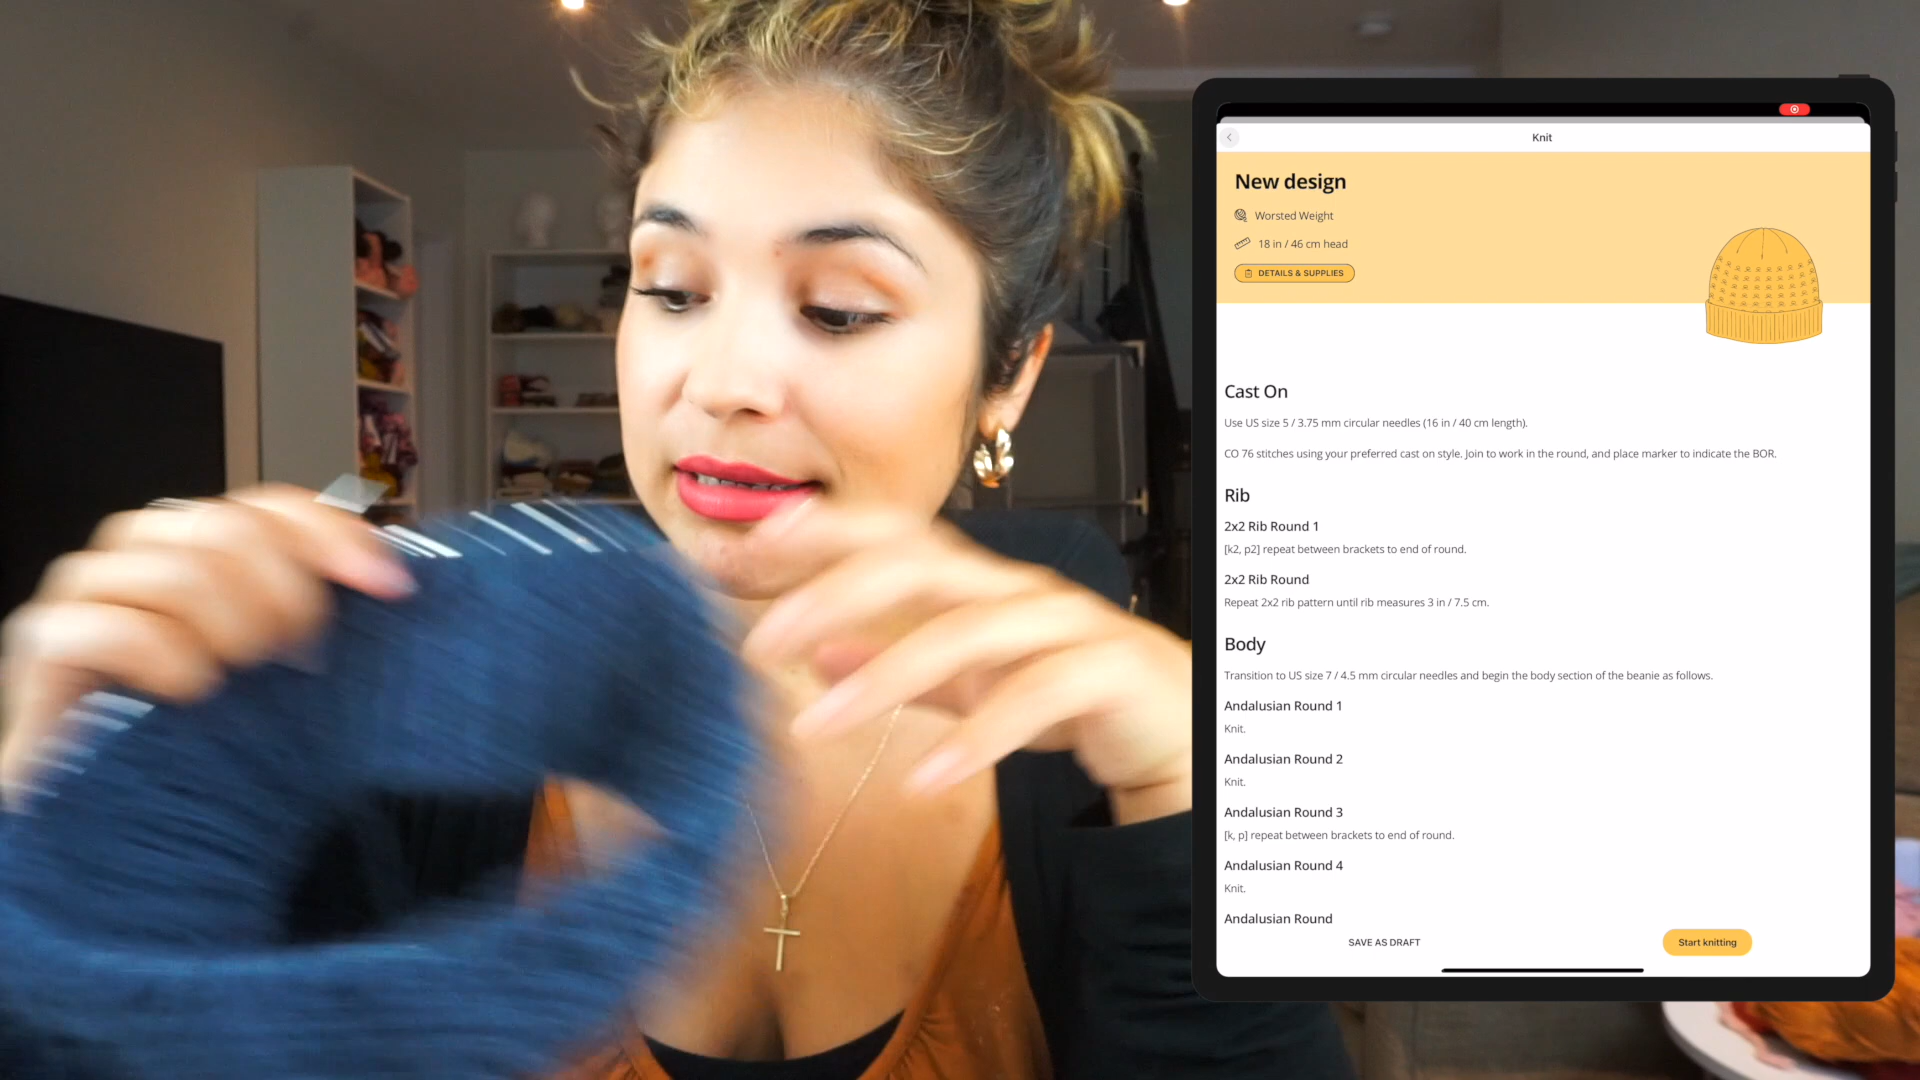 Knit
New design
Worsted Weight
18 in / 46 cm head
DETAILS & SUPPLIES
Cast On
Use US size 5 / 3.75 mm circular needles (16 in / 40 cm length).
CO 76 stitches using your preferred cast on style. Join to work in the round, and place marker to indicate the BOR.
Rib
2x2 Rib Round 1
[k2, p2] repeat between brackets to end of round.
2x2 Rib Round
Repeat 2x2 rib pattern until rib measures 3 in / 7.5 cm.
Body
Transition to US size 7 / 4.5 mm circular needles and begin the body section of the beanie as follows.
Andalusian Round 1
Knit.
Andalusian Round 2
Knit.
Andalusian Round 3
[k, p] repeat between brackets to end of round.
Andalusian Round 4
Knit.
Andalusian Round
SAVE AS DRAFT
Start knitting